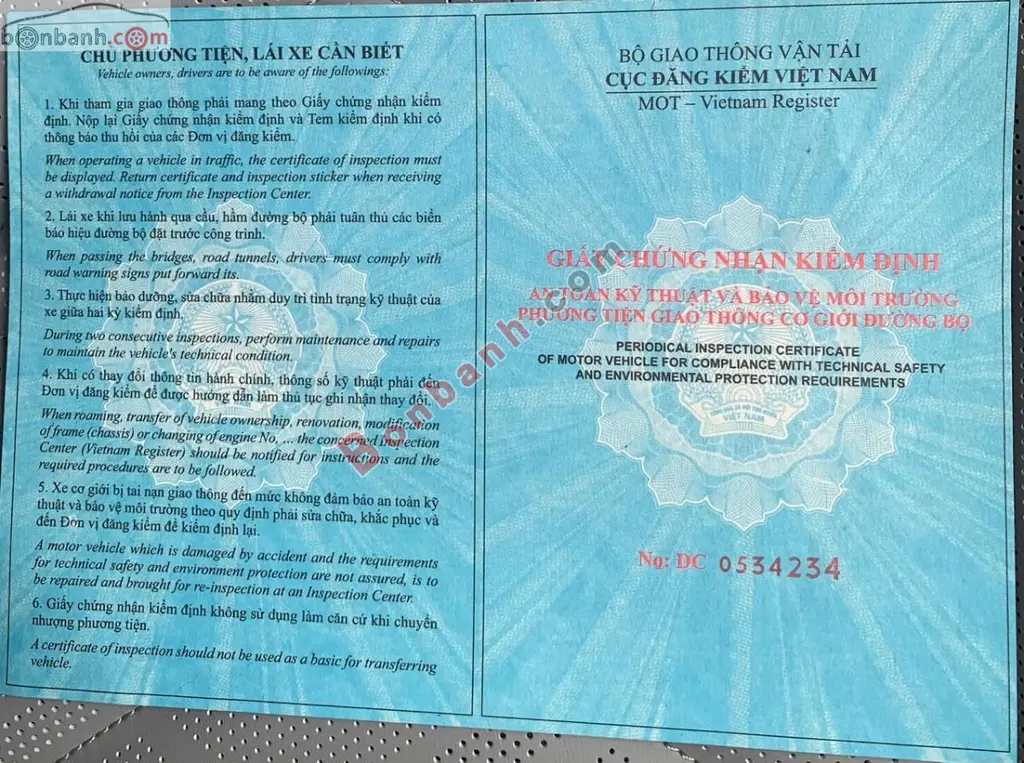 bonbanh.com
CHỦ PHƯƠNG TIỆN, LÁI XE CẦN BIẾT
Vehicle owners, drivers are to be aware of the followings:
1. Khi tham gia giao thông phải mang theo Giấy chứng nhận kiểm
định. Nộp lại Giấy chứng nhận kiểm định và Tem kiểm định khi có
thông báo thu hồi của các Đơn vị đăng kiểm.
When operating a vehicle in traffic, the certificate of inspection must
be displayed. Return certificate and inspection sticker when receiving
a withdrawal notice from the Inspection Center.
2. Lái xe khi lưu hành qua cầu, hầm đường bộ phải tuân thủ các biển
báo hiệu đường bộ đặt trước công trình.
When passing the bridges, road tunnels, drivers must comply with
road warning signs put forward its.
3. Thực hiện bảo dưỡng, sửa chữa nhằm duy trì tình trạng kỹ thuật của
xe giữa hai kỳ kiểm định.
During two consecutive inspections, perform maintenance and repairs
to maintain the vehicle's technical condition.
4. Khi có thay đổi thông tin hành chính, thông số kỹ thuật phải đến
Đơn vị đăng kiểm để được hướng dẫn làm thủ tục ghi nhận thay đổi.
When roaming, transfer of vehicle ownership, renovation, modification
of frame (chassis) or changing of engine No, ... the concerned Inspection
Center (Vietnam Register) should be notified for instructions and the
required procedures are to be followed.
5. Xe cơ giới bị tai nạn giao thông đến mức không đảm bảo an toàn kỹ
thuật và bảo vệ môi trường theo quy định phải sửa chữa, khắc phục và
đến Đơn vị đăng kiểm để kiểm định lại.
A motor vehicle which is damaged by accident and the requirements
for technical safety and environment protection are not assured, is to
be repaired and brought for re-inspection at an Inspection Center.
6. Giấy chứng nhận kiểm định không sử dụng làm căn cứ khi chuyển
nhượng phương tiện.
A certificate of inspection should not be used as a basic for transferring
vehicle.
BỘ GIAO THÔNG VẬN TẢI
CỤC ĐĂNG KIỂM VIỆT NAM
MOT – Vietnam Register
GIẤY CHỨNG NHẬN KIỂM ĐỊNH
AN TOÀN KỸ THUẬT VÀ BẢO VỆ MÔI TRƯỜNG
PHƯƠNG TIỆN GIAO THÔNG CƠ GIỚI ĐƯỜNG BỘ
PERIODICAL INSPECTION CERTIFICATE
OF MOTOR VEHICLE FOR COMPLIANCE WITH TECHNICAL SAFETY
AND ENVIRONMENTAL PROTECTION REQUIREMENTS
VIỆT NAM
No: DC 0534234
Bonbanh.com